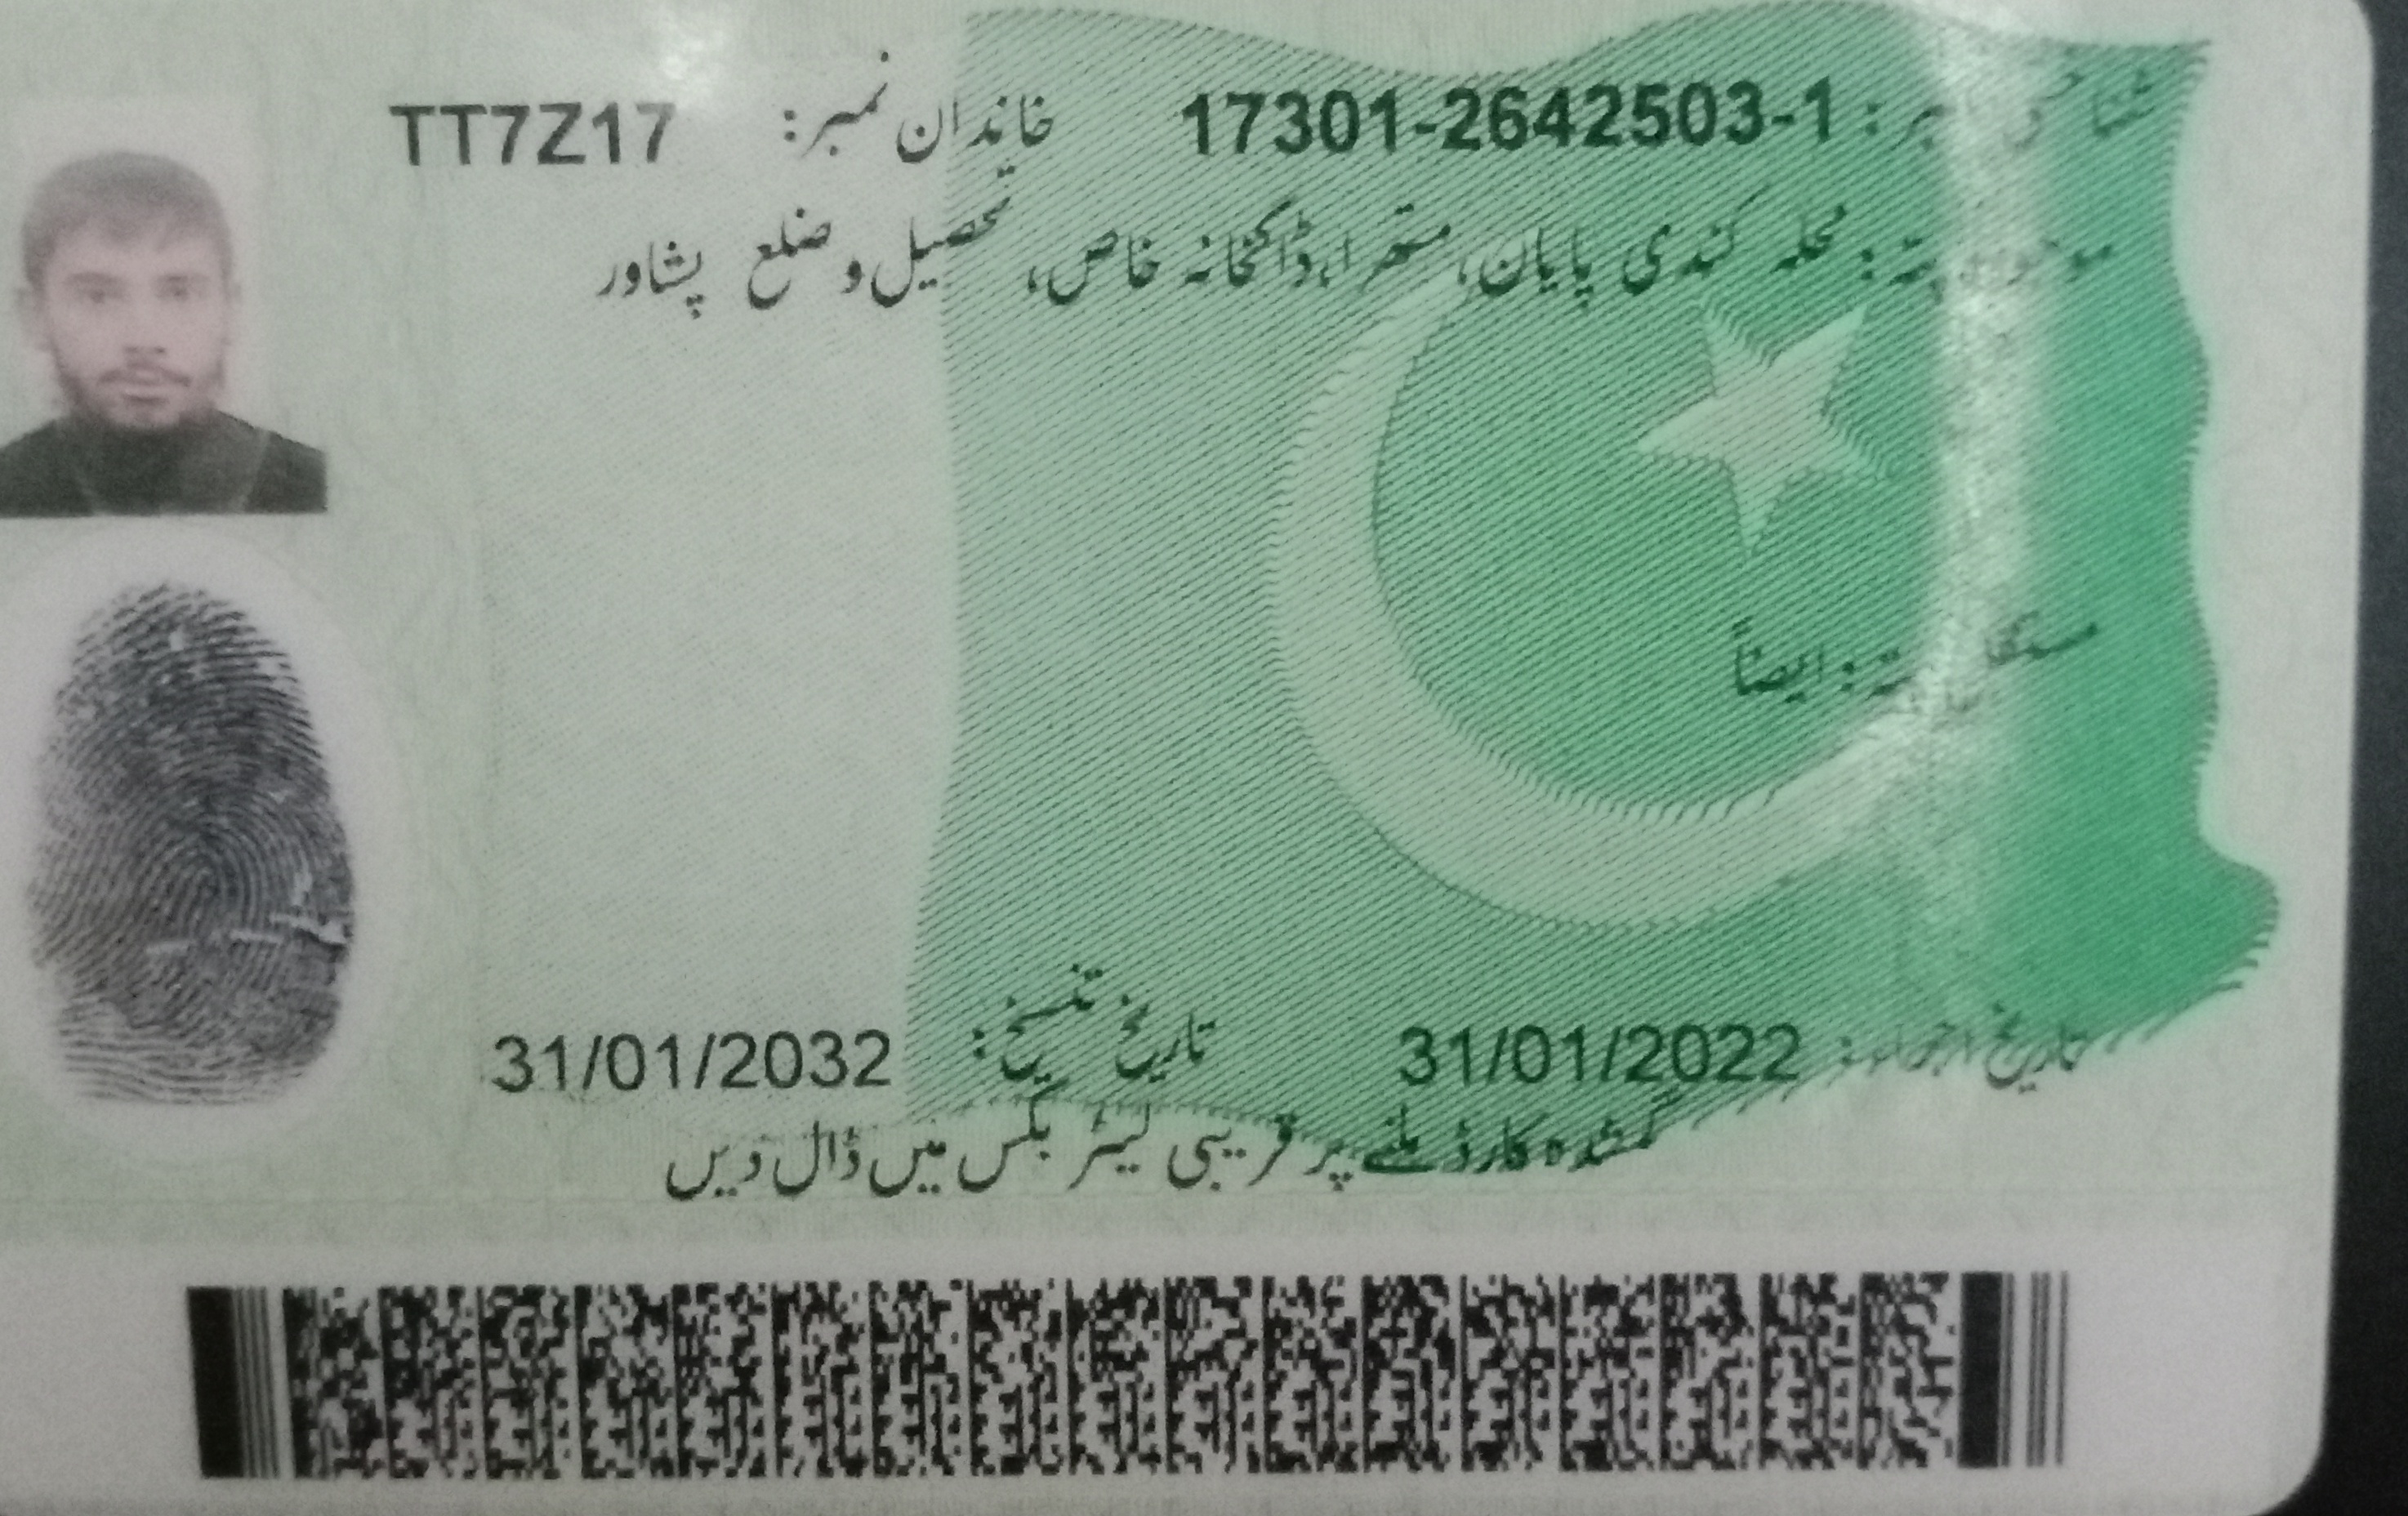 شناختی نمبر: 17301-2642503-1 خاندان نمبر: TT7Z17
موجودہ پتہ: محلہ کندی پایان، متھرا، ڈاکخانہ خاص، تحصیل و ضلع پشاور
مستقل پتہ: ایضاً
تاریخ اجراء: 31/01/2022 تاریخ تنسیخ: 31/01/2032
گمشدہ کارڈ ملنے پر قریبی لیٹر بکس میں ڈال دیں